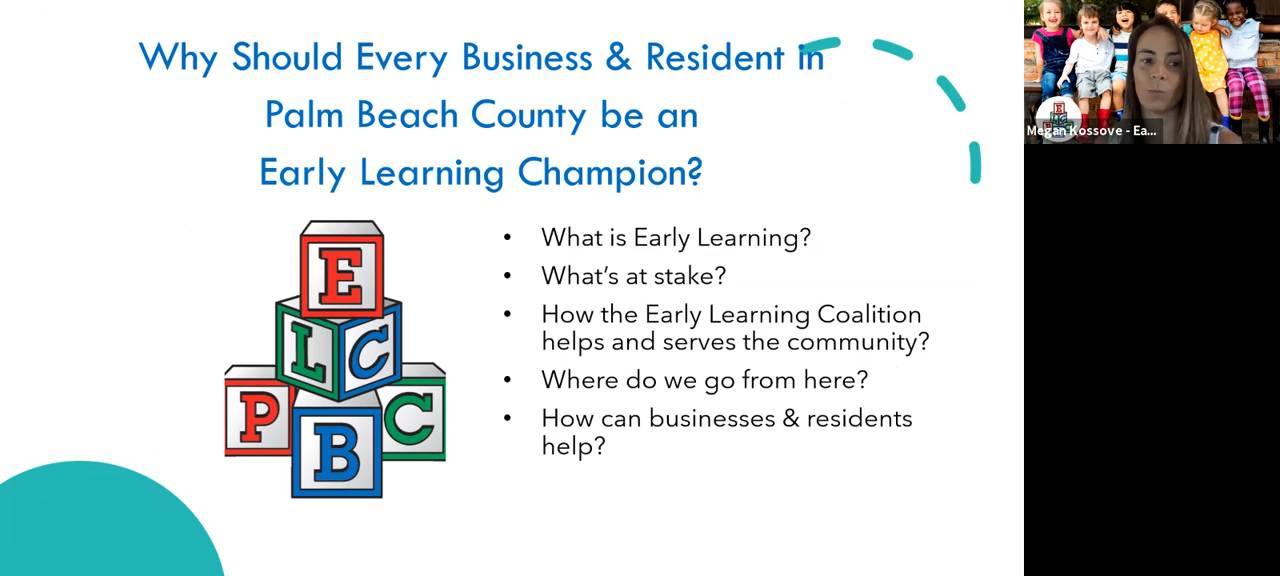 Why Should Every Business & Resident in
Palm Beach County be an
Early Learning Champion?
E
L C
P B C
• What is Early Learning?
• What's at stake?
• How the Early Learning Coalition
helps and serves the community?
• Where do we go from here?
• How can businesses & residents
help?
Megan Kossove - Ea...